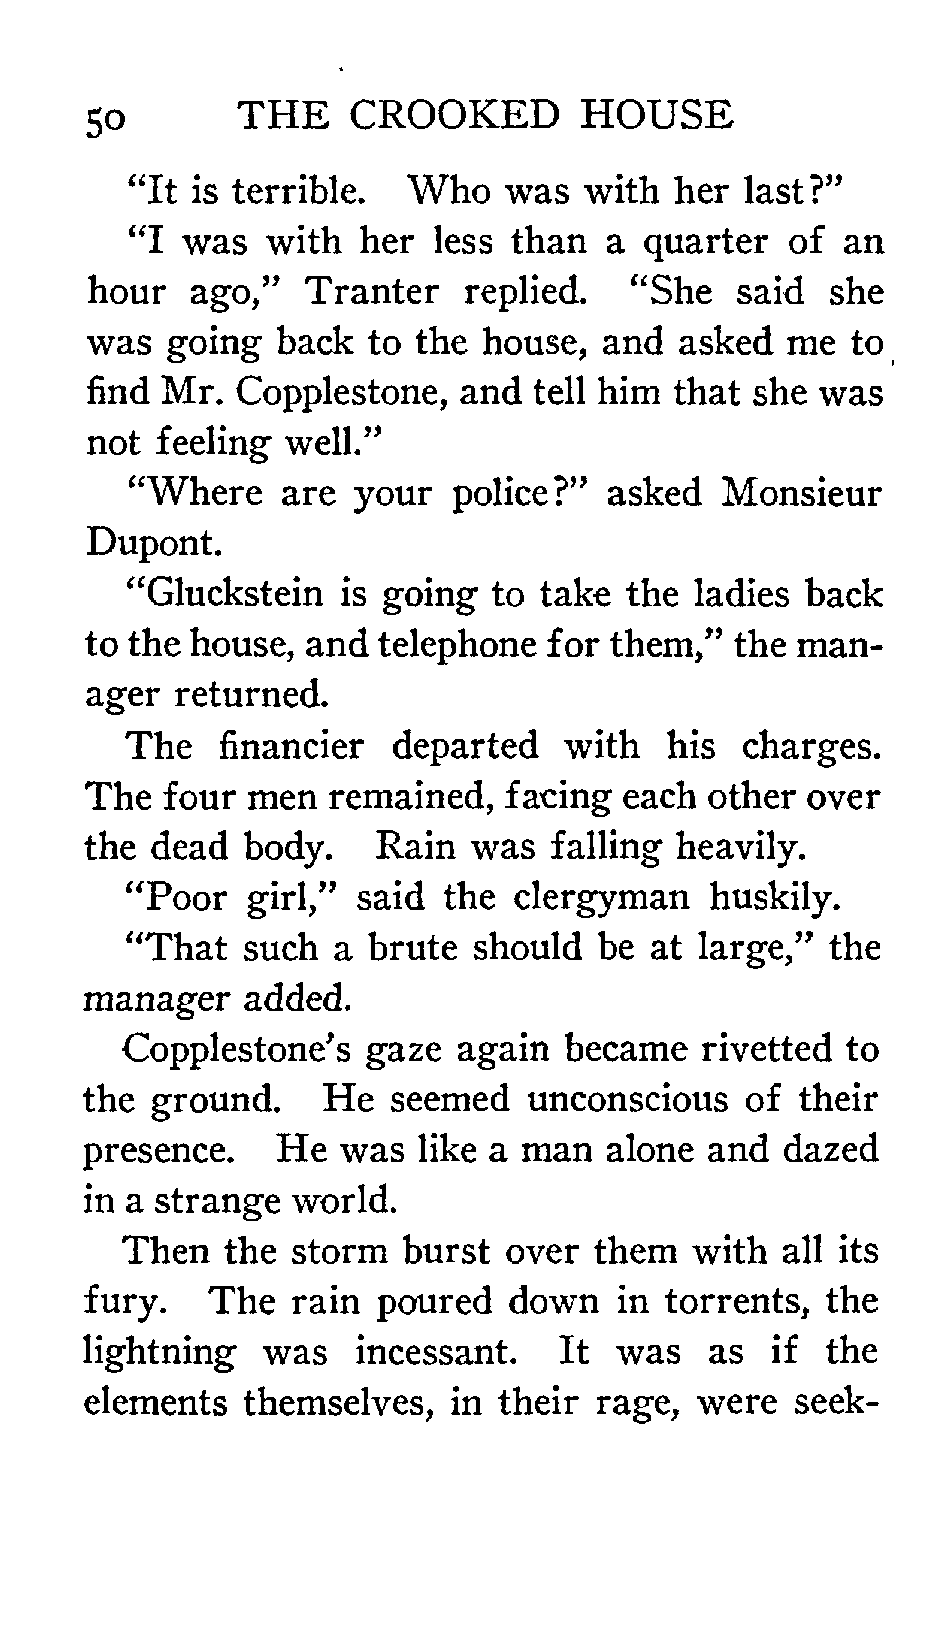 50 THE CROOKED HOUSE
"It is terrible. Who was with her last?"
"I was with her less than a quarter of an
hour ago," Tranter replied. "She said she
was going back to the house, and asked me to
find Mr. Copplestone, and tell him that she was
not feeling well."
"Where are your police?" asked Monsieur
Dupont.
"Gluckstein is going to take the ladies back
to the house, and telephone for them," the man-
ager returned.
The financier departed with his charges.
The four men remained, facing each other over
the dead body. Rain was falling heavily.
"Poor girl," said the clergyman huskily.
"That such a brute should be at large," the
manager added.
Copplestone's gaze again became rivetted to
the ground. He seemed unconscious of their
presence. He was like a man alone and dazed
in a strange world.
Then the storm burst over them with all its
fury. The rain poured down in torrents, the
lightning was incessant. It was as if the
elements themselves, in their rage, were seek-